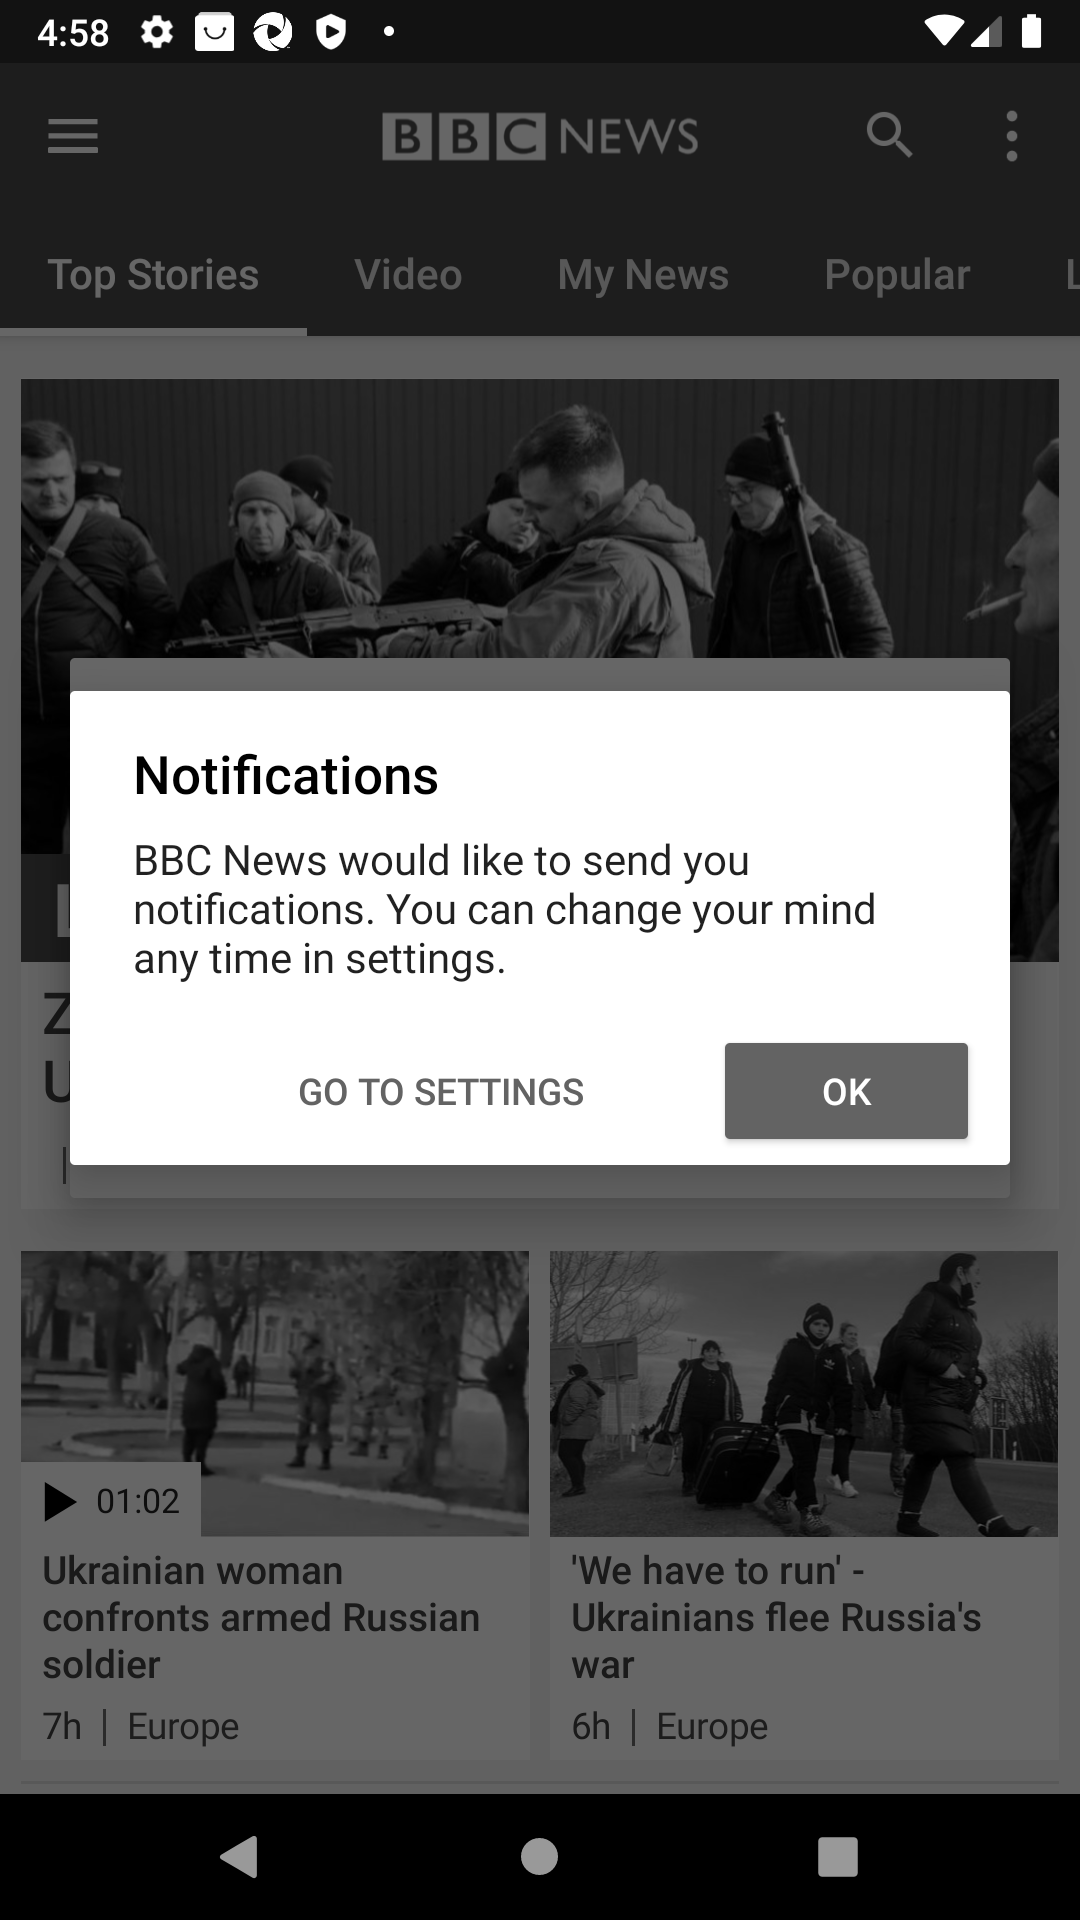 4:58
BBC NEWS
Top Stories Video My News Popular
Notifications
BBC News would like to send you
notifications. You can change your mind
any time in settings.
GO TO SETTINGS OK
01:02
Ukrainian woman
confronts armed Russian
soldier
7h | Europe
'We have to run' -
Ukrainians flee Russia's
war
6h | Europe